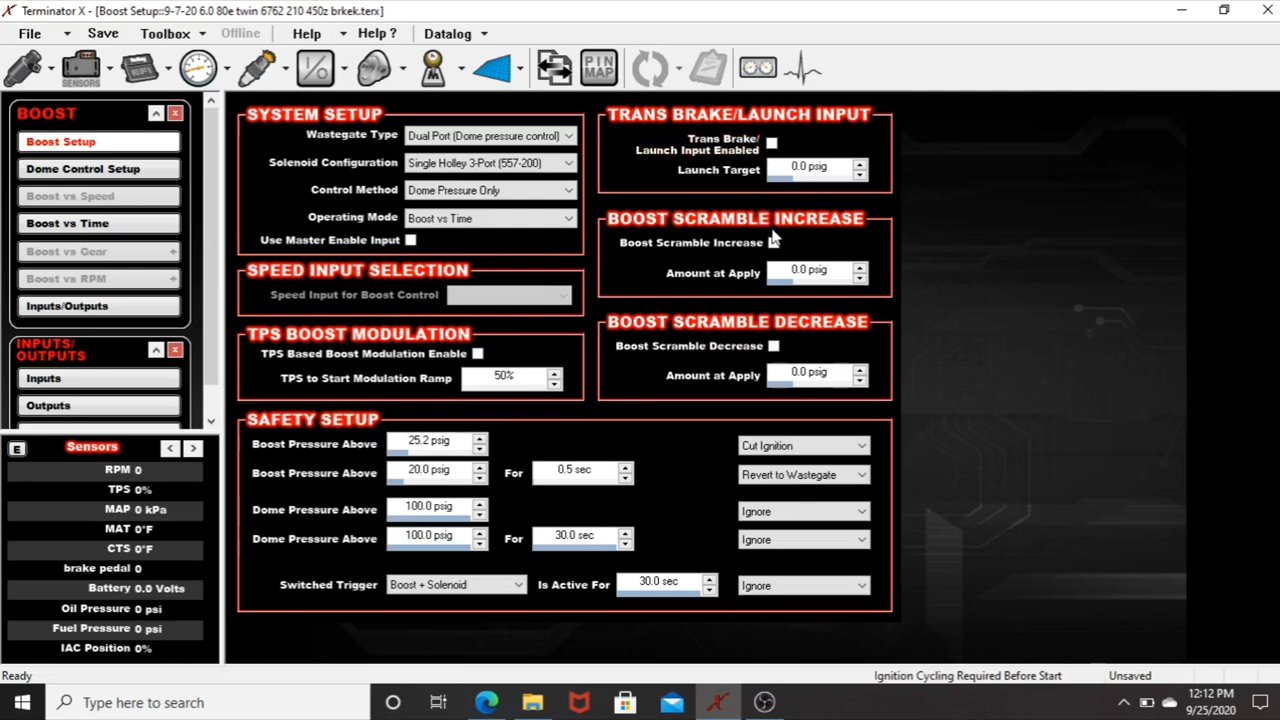 Terminator X - [Boost Setup::9-7-20 6.0 80e twin 6762 210 450z brkek.terx]
File Save Toolbox Offline Help Help ? Datalog
SENSORS EFI I/O PIN MAP
BOOST
Boost Setup
Dome Control Setup
Boost vs Speed
Boost vs Time
Boost vs Gear +
Boost vs RPM +
Inputs/Outputs
INPUTS/
OUTPUTS
Inputs
Outputs
E Sensors < >
RPM 0
TPS 0%
MAP 0 kPa
MAT 0°F
CTS 0°F
brake pedal 0
Battery 0.0 Volts
Oil Pressure 0 psi
Fuel Pressure 0 psi
IAC Position 0%
SYSTEM SETUP
Wastegate Type Dual Port (Dome pressure control)
Solenoid Configuration Single Holley 3-Port (557-200)
Control Method Dome Pressure Only
Operating Mode Boost vs Time
Use Master Enable Input
SPEED INPUT SELECTION
Speed Input for Boost Control
TPS BOOST MODULATION
TPS Based Boost Modulation Enable
TPS to Start Modulation Ramp 50%
TRANS BRAKE/LAUNCH INPUT
Trans Brake/
Launch Input Enabled
Launch Target 0.0 psig
BOOST SCRAMBLE INCREASE
Boost Scramble Increase
Amount at Apply 0.0 psig
BOOST SCRAMBLE DECREASE
Boost Scramble Decrease
Amount at Apply 0.0 psig
SAFETY SETUP
Boost Pressure Above 25.2 psig Cut Ignition
Boost Pressure Above 20.0 psig For 0.5 sec Revert to Wastegate
Dome Pressure Above 100.0 psig Ignore
Dome Pressure Above 100.0 psig For 30.0 sec Ignore
Switched Trigger Boost + Solenoid Is Active For 30.0 sec Ignore
Ready Ignition Cycling Required Before Start Unsaved
Type here to search
12:12 PM
9/25/2020